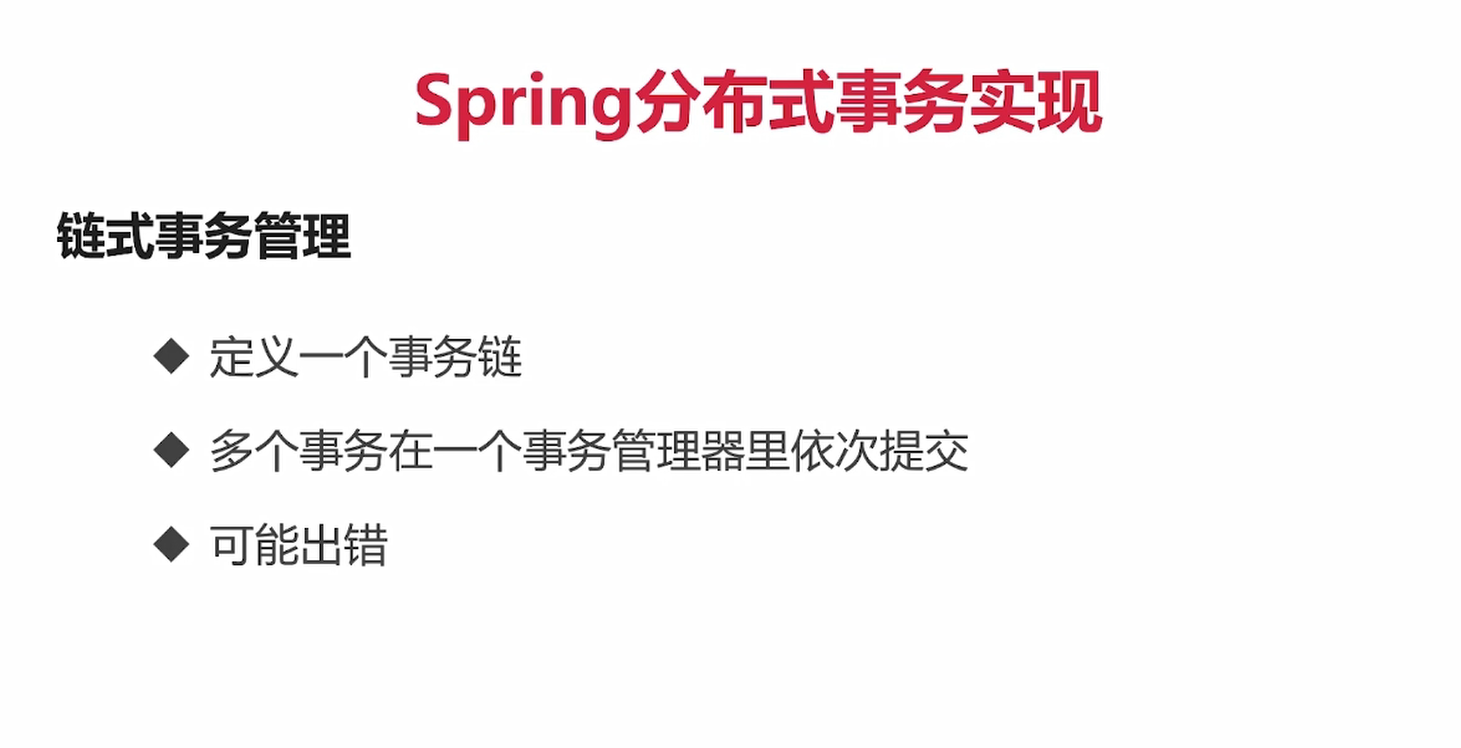 Spring分布式事务实现
链式事务管理
◆ 定义一个事务链
◆ 多个事务在一个事务管理器里依次提交
◆ 可能出错